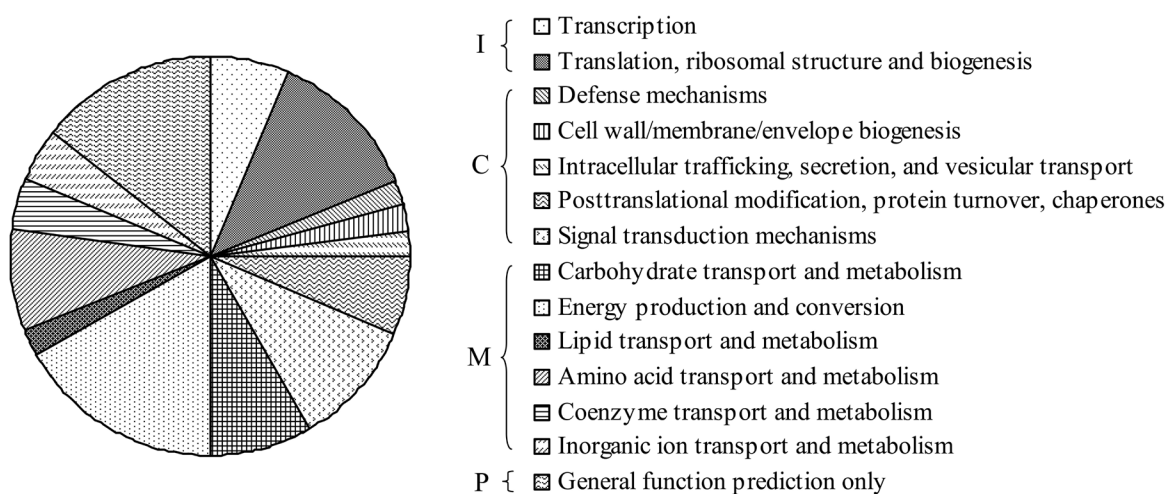 I
Transcription
Translation, ribosomal structure and biogenesis
C
Defense mechanisms
Cell wall/membrane/envelope biogenesis
Intracellular trafficking, secretion, and vesicular transport
Posttranslational modification, protein turnover, chaperones
Signal transduction mechanisms
M
Carbohydrate transport and metabolism
Energy production and conversion
Lipid transport and metabolism
Amino acid transport and metabolism
Coenzyme transport and metabolism
Inorganic ion transport and metabolism
P
General function prediction only